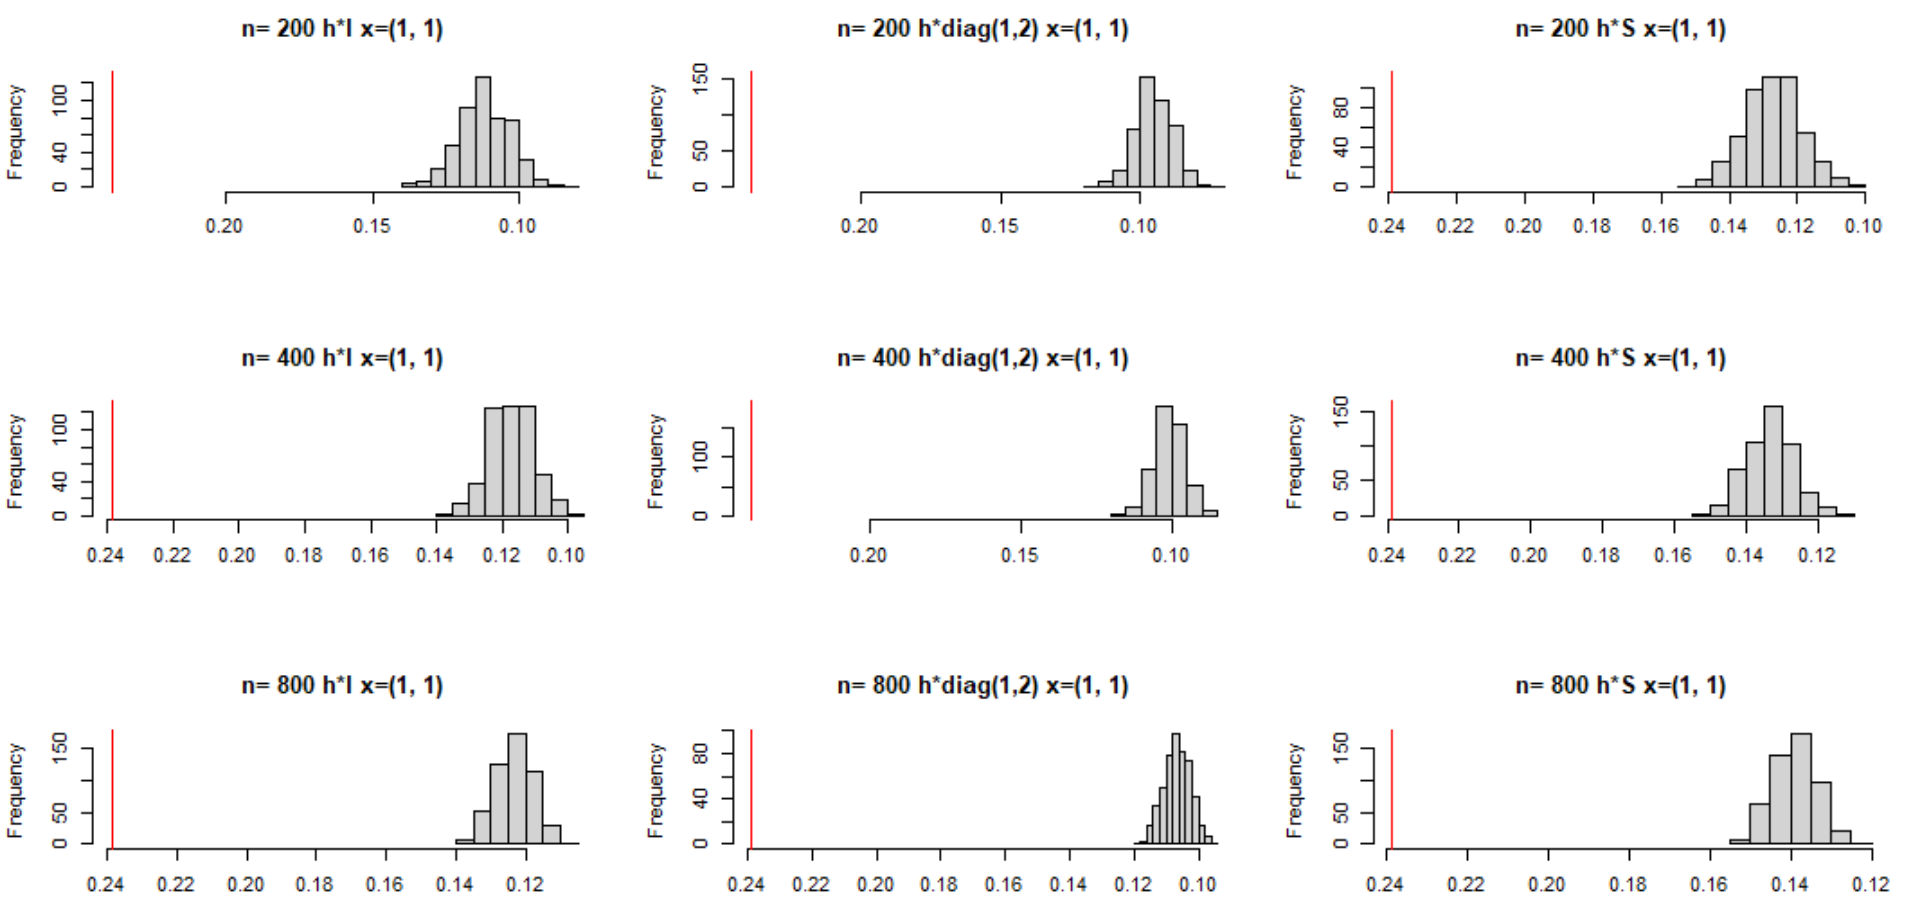 n= 200 h*I x=(1, 1)
Frequency
0 40 100
0.20 0.15 0.10
n= 200 h*diag(1,2) x=(1, 1)
Frequency
0 50 150
0.20 0.15 0.10
n= 200 h*S x=(1, 1)
Frequency
0 40 80
0.24 0.22 0.20 0.18 0.16 0.14 0.12 0.10
n= 400 h*I x=(1, 1)
Frequency
0 40 100
0.24 0.22 0.20 0.18 0.16 0.14 0.12 0.10
n= 400 h*diag(1,2) x=(1, 1)
Frequency
0 100
0.20 0.15 0.10
n= 400 h*S x=(1, 1)
Frequency
0 50 150
0.24 0.22 0.20 0.18 0.16 0.14 0.12
n= 800 h*I x=(1, 1)
Frequency
0 50 150
0.24 0.22 0.20 0.18 0.16 0.14 0.12
n= 800 h*diag(1,2) x=(1, 1)
Frequency
0 40 80
0.24 0.22 0.20 0.18 0.16 0.14 0.12 0.10
n= 800 h*S x=(1, 1)
Frequency
0 50 150
0.24 0.22 0.20 0.18 0.16 0.14 0.12